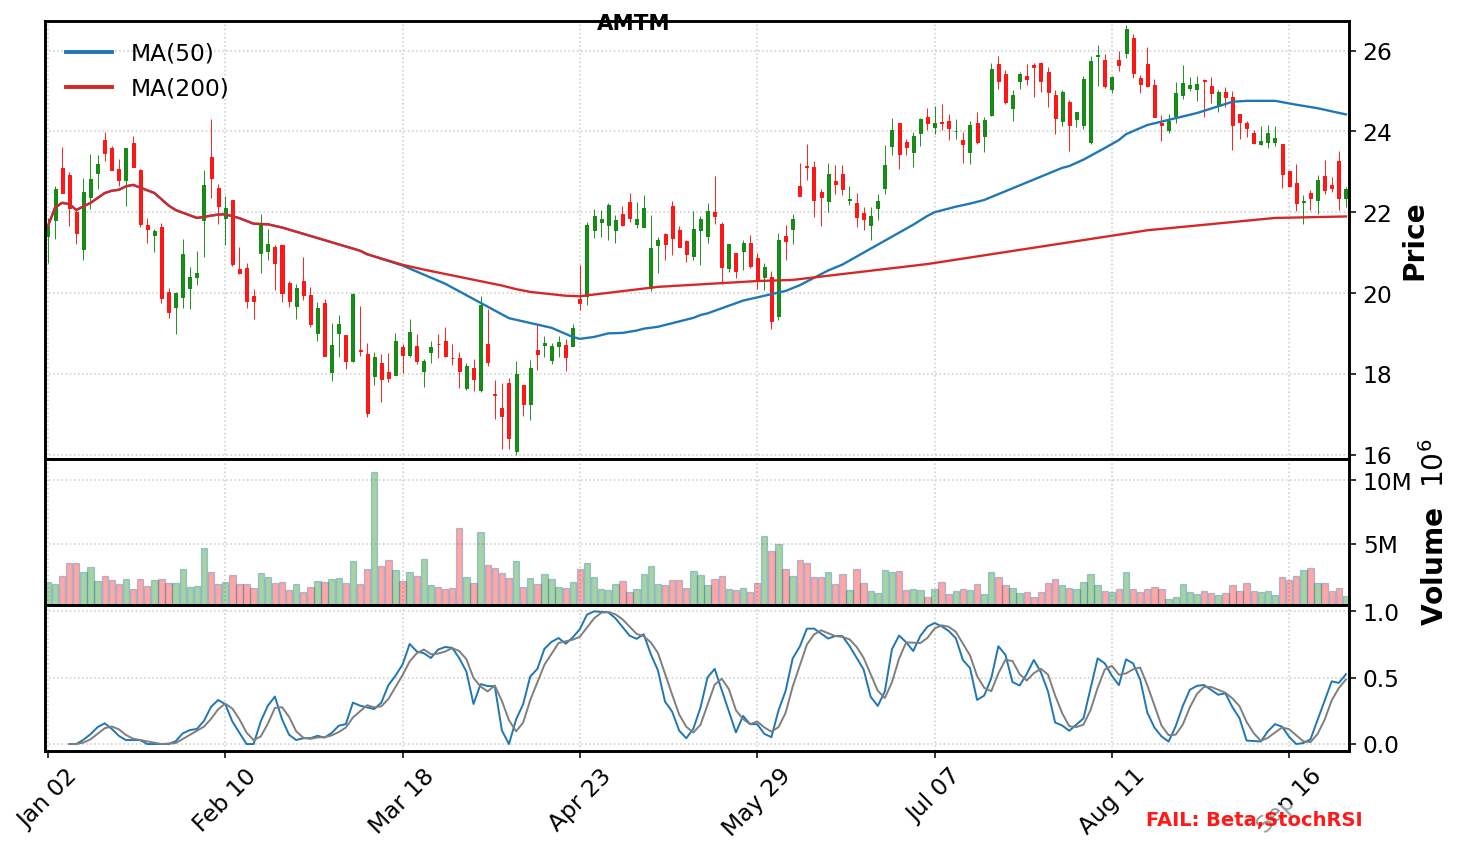 AMTM
MA(50)
MA(200)
26
24
22
20
18
16
Price
10M
5M
Volume 10^6
1.0
0.5
0.0
Jan 02
Feb 10
Mar 18
Apr 23
May 29
Jul 07
Aug 11
Sep 16
FAIL: Beta,StochRSI